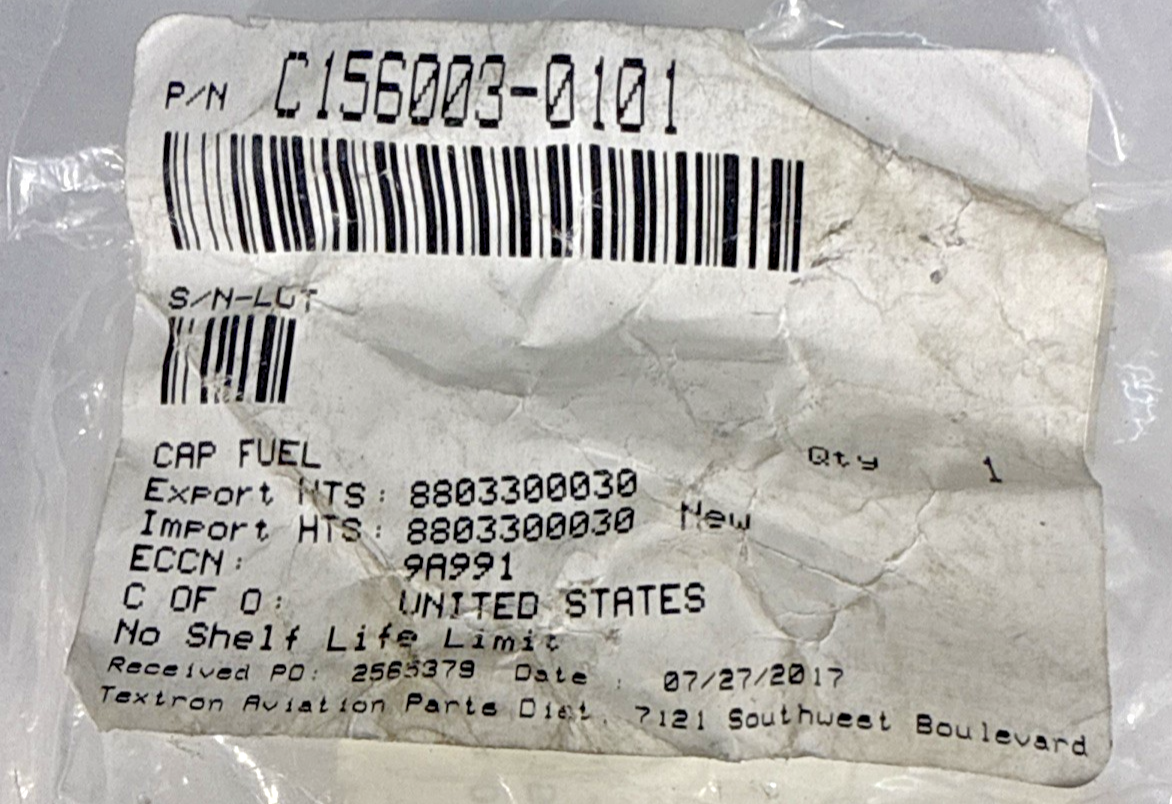 P/N C156003-0101
S/N-LOT
CAP FUEL Qty 1
Export HTS: 8803300030
Import HTS: 8803300030 New
ECCN: 9A991
C OF O: UNITED STATES
No Shelf Life Limit
Received PO: 2565379 Date : 07/27/2017
Textron Aviation Parts Dist. 7121 Southwest Boulevard